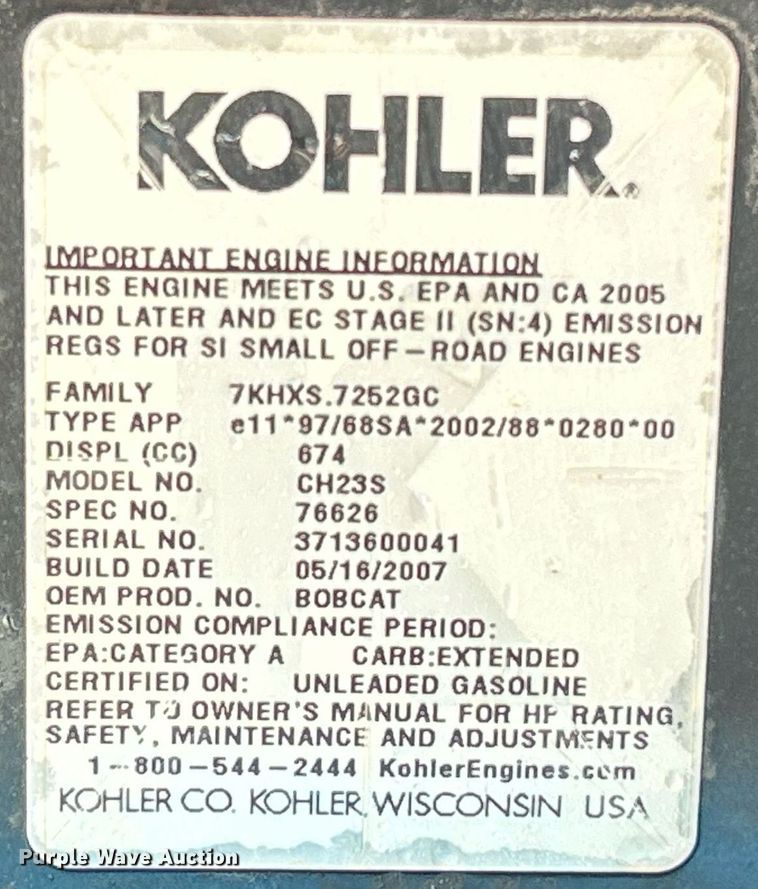 KOHLER®
IMPORTANT ENGINE INFORMATION
THIS ENGINE MEETS U.S. EPA AND CA 2005
AND LATER AND EC STAGE II (SN:4) EMISSION
REGS FOR SI SMALL OFF-ROAD ENGINES
FAMILY 7KHXS.7252GC
TYPE APP e11*97/68SA*2002/88*0280*00
DISPL (CC) 674
MODEL NO. CH23S
SPEC NO. 76626
SERIAL NO. 3713600041
BUILD DATE 05/16/2007
OEM PROD. NO. BOBCAT
EMISSION COMPLIANCE PERIOD:
EPA:CATEGORY A CARB:EXTENDED
CERTIFIED ON: UNLEADED GASOLINE
REFER TO OWNER'S MANUAL FOR HP RATING,
SAFETY, MAINTENANCE AND ADJUSTMENTS
1-800-544-2444 KohlerEngines.com
KOHLER CO. KOHLER, WISCONSIN USA
Purple Wave Auction